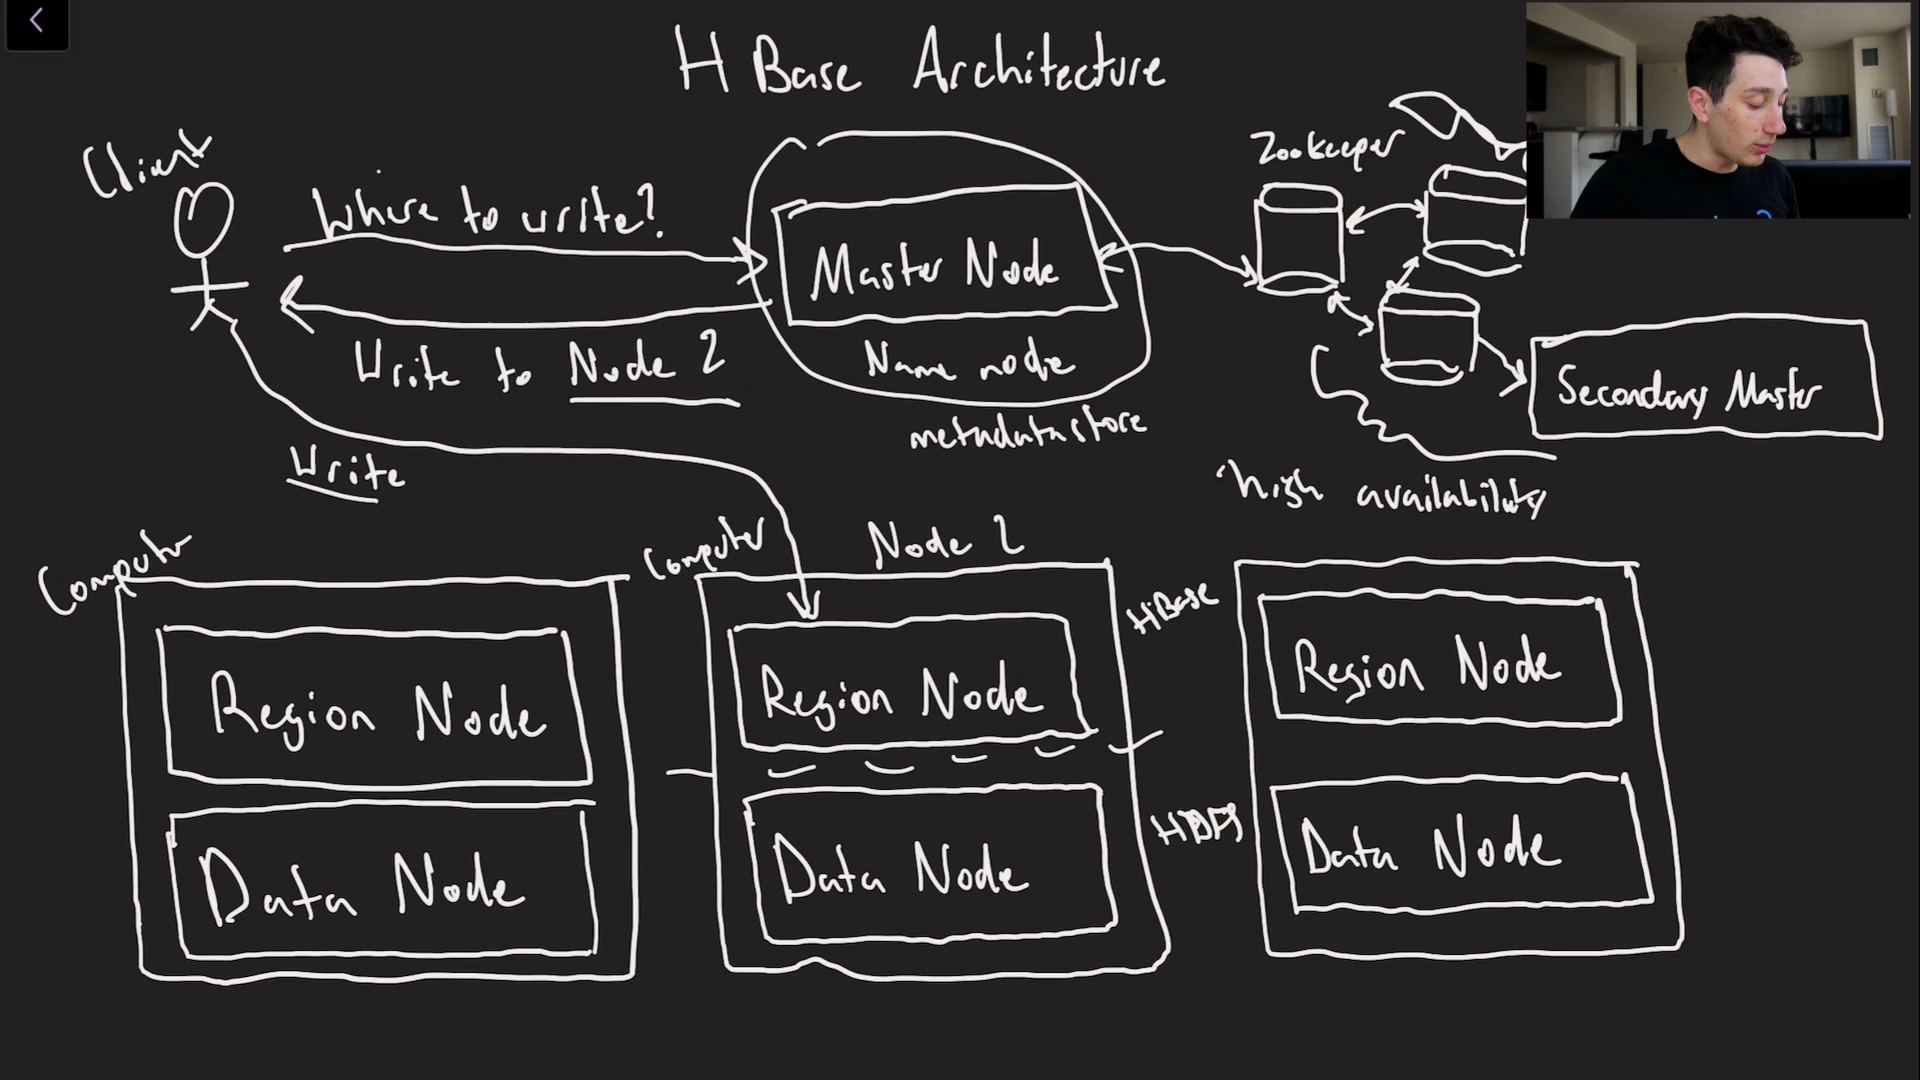 HBase Architecture
Client
Where to write?
Write to Node 2
Write
Master Node
Name node
metadata store
Zookeeper
Secondary Master
high availability
Computer
Region Node
Data Node
Computer
Node 2
Region Node
Data Node
HBase
HDFS
Region Node
Data Node